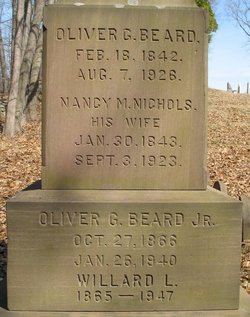 OLIVER G. BEARD.
FEB. 18. 1842.
AUG. 7, 1926.
NANCY M. NICHOLS.
HIS WIFE
JAN. 30. 1843.
SEPT. 3. 1923.
OLIVER G. BEARD JR.
OCT. 27, 1866
JAN. 26, 1940
WILLARD L.
1865 — 1947